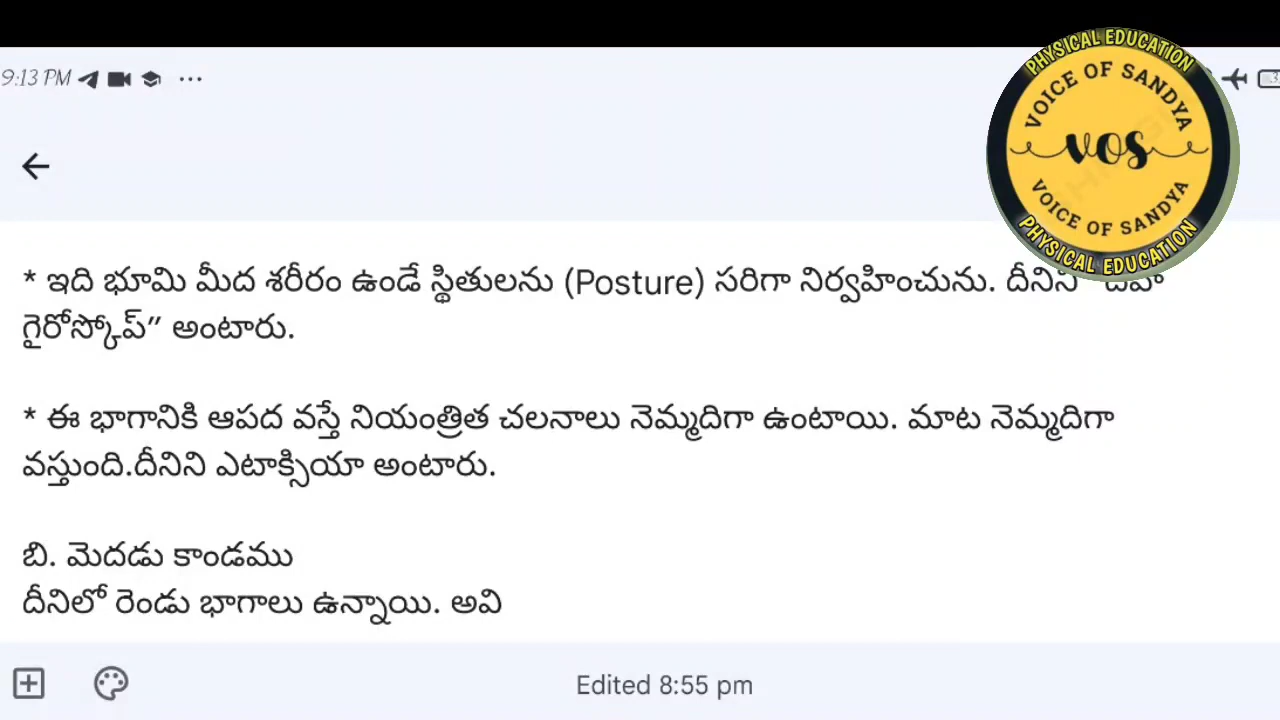 9:13 PM
PHYSICAL EDUCATION
VOICE OF SANDYA
vos
VOICE OF SANDYA
PHYSICAL EDUCATION
* ఇది భూమి మీద శరీరం ఉండే స్థితులను (Posture) సరిగా నిర్వహించును. దీనిని
గైరోస్కోప్” అంటారు.
* ఈ భాగానికి ఆపద వస్తే నియంత్రిత చలనాలు నెమ్మదిగా ఉంటాయి. మాట నెమ్మదిగా
వస్తుంది.దీనిని ఎటాక్సియా అంటారు.
బి. మెదడు కాండము
దీనిలో రెండు భాగాలు ఉన్నాయి. అవి
Edited 8:55 pm